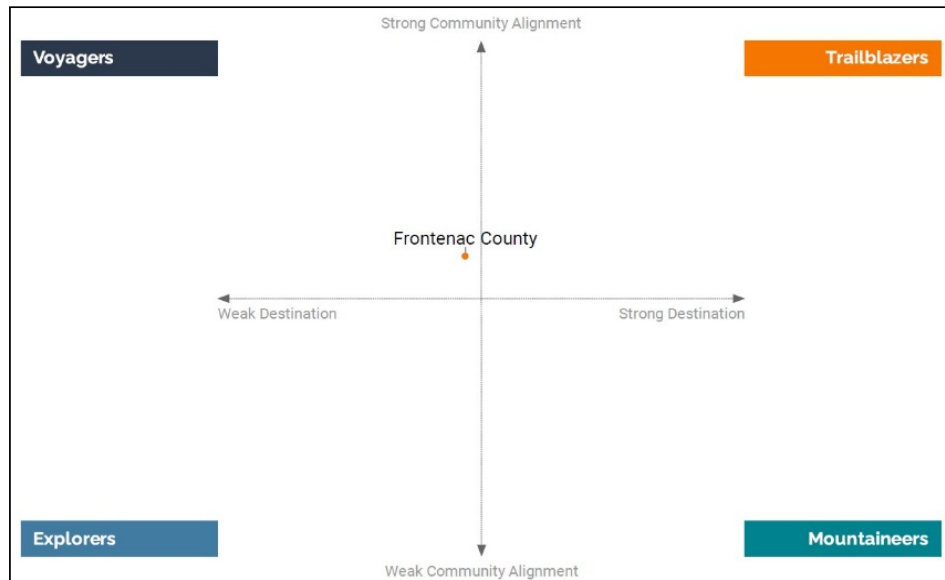 Strong Community Alignment
Voyagers
Trailblazers
Frontenac County
Weak Destination
Strong Destination
Explorers
Mountaineers
Weak Community Alignment